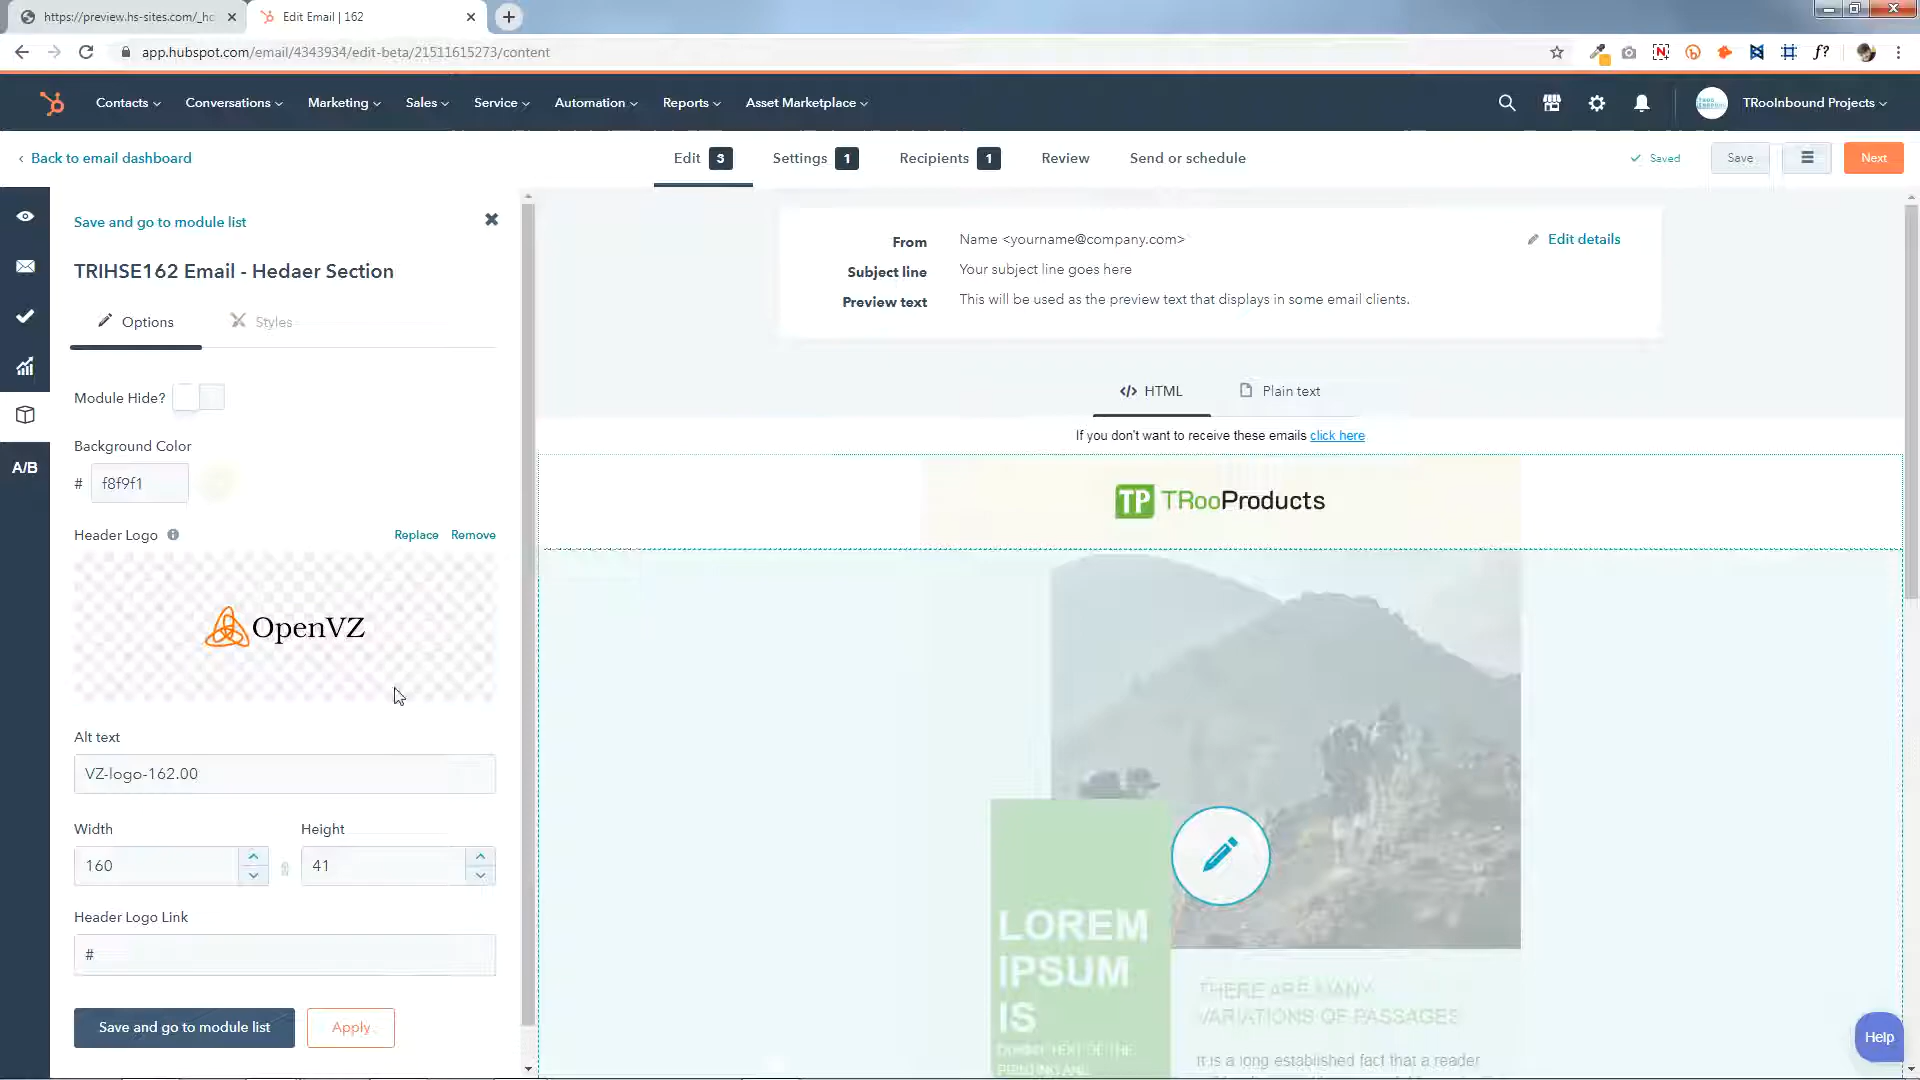 https://preview.hs-sites.com/_hc
Edit Email | 162
app.hubspot.com/email/4343934/edit-beta/21511615273/content
f?
Contacts
Conversations
Marketing
Sales
Service
Automation
Reports
Asset Marketplace
TRooInbound Projects
Back to email dashboard
Edit 3
Settings 1
Recipients 1
Review
Send or schedule
Saved
Save
Next
A/B
Save and go to module list
TRIHSE162 Email - Hedaer Section
Options
Styles
Module Hide?
Background Color
# f8f9f1
Header Logo
Replace
Remove
OpenVZ
Alt text
VZ-logo-162.00
Width
Height
160
41
Header Logo Link
#
Save and go to module list
Apply
From Name <yourname@company.com>
Edit details
Subject line Your subject line goes here
Preview text This will be used as the preview text that displays in some email clients.
</> HTML
Plain text
If you don't want to receive these emails click here
TP TRooProducts
LOREM
IPSUM
IS
DUMMY TEXT OF THE
PRINTING AND
THERE ARE MANY
VARIATIONS OF PASSAGES
It is a long established fact that a reader
Help